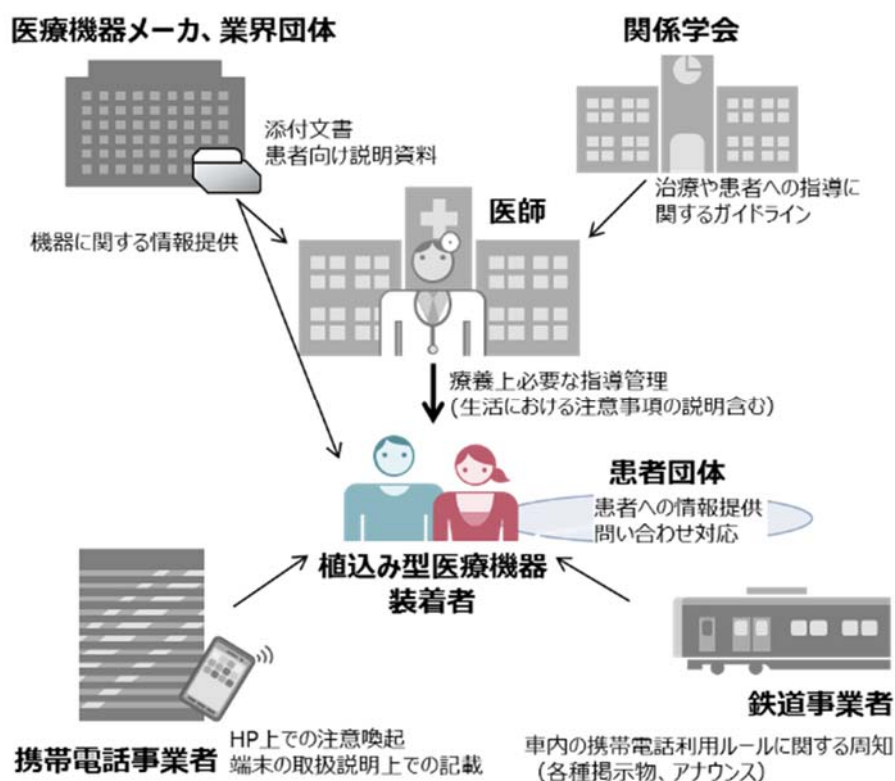 医療機器メーカ、業界団体
関係学会
添付文書
患者向け説明資料
治療や患者への指導に
関するガイドライン
医師
機器に関する情報提供
療養上必要な指導管理
(生活における注意事項の説明含む)
患者団体
患者への情報提供
問い合わせ対応
植込み型医療機器
装着者
携帯電話事業者
HP上での注意喚起
端末の取扱説明上での記載
鉄道事業者
車内の携帯電話利用ルールに関する周知
(各種掲示物、アナウンス)